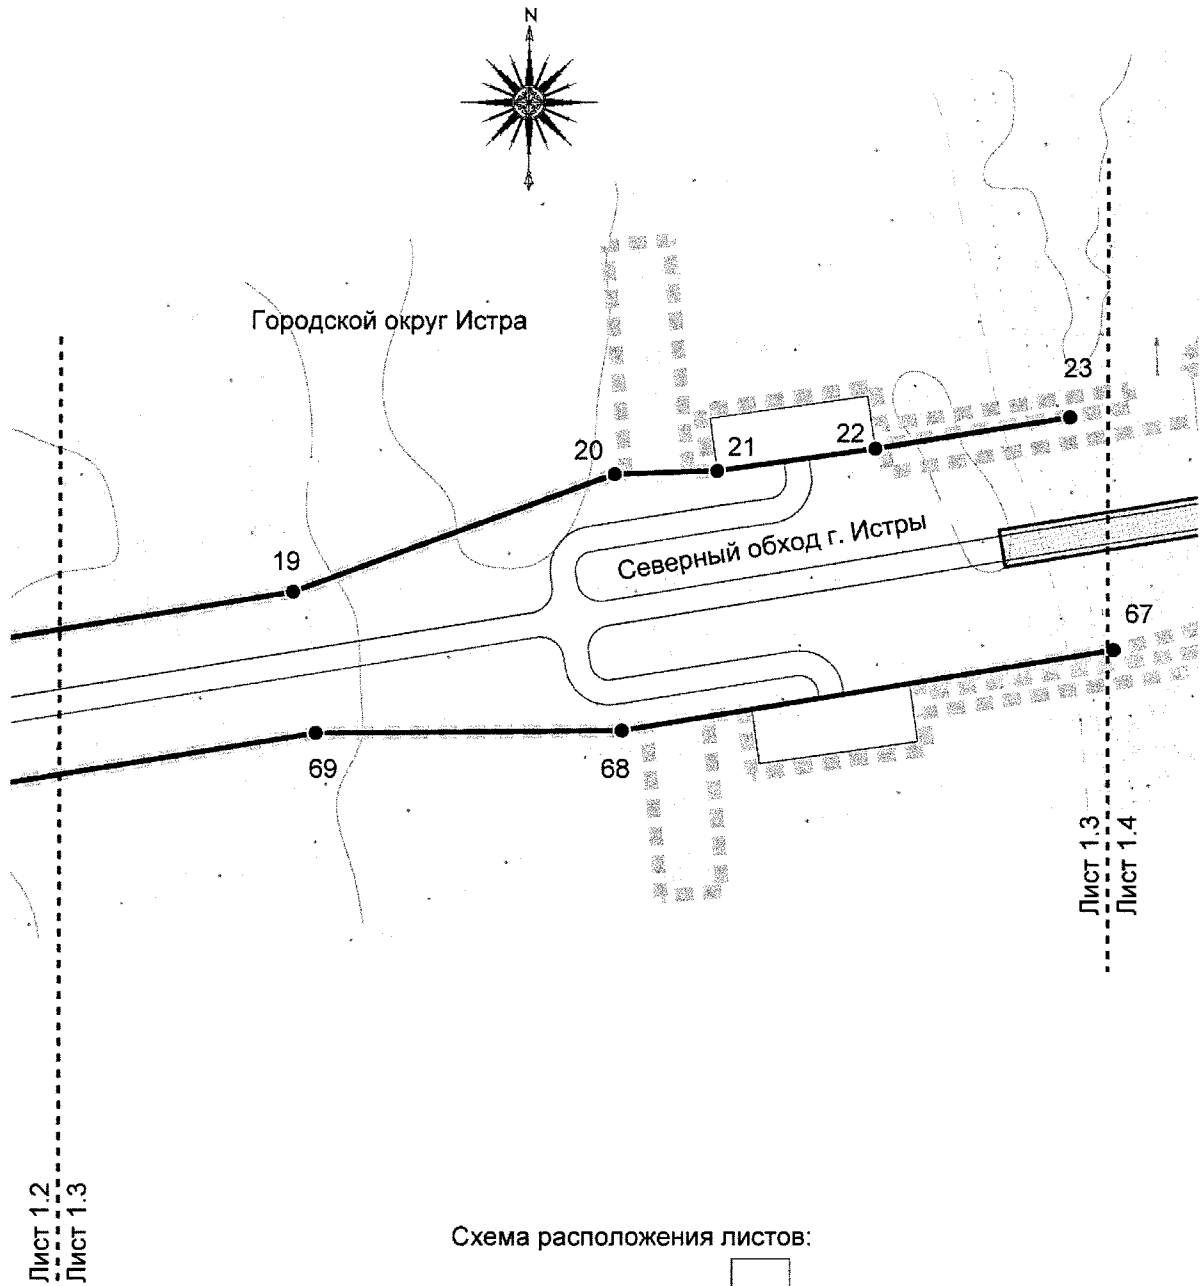 N
Городской округ Истра
23
20
21
22
Северный обход г. Истры
19
67
69
68
Лист 1.3
Лист 1.4
Лист 1.2
Лист 1.3
Схема расположения листов: